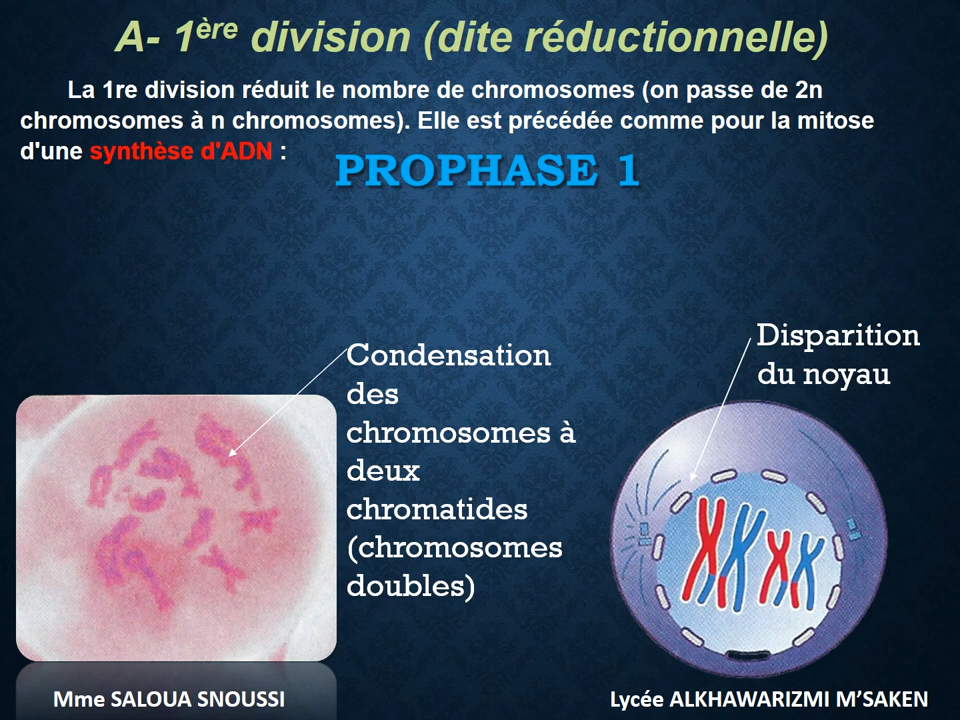 A- 1ère division (dite réductionnelle)
La 1re division réduit le nombre de chromosomes (on passe de 2n
chromosomes à n chromosomes). Elle est précédée comme pour la mitose
d'une synthèse d'ADN :
PROPHASE 1
Disparition
du noyau
Condensation
des
chromosomes à
deux
chromatides
(chromosomes
doubles)
Mme SALOUA SNOUSSI
Lycée ALKHAWARIZMI M’SAKEN